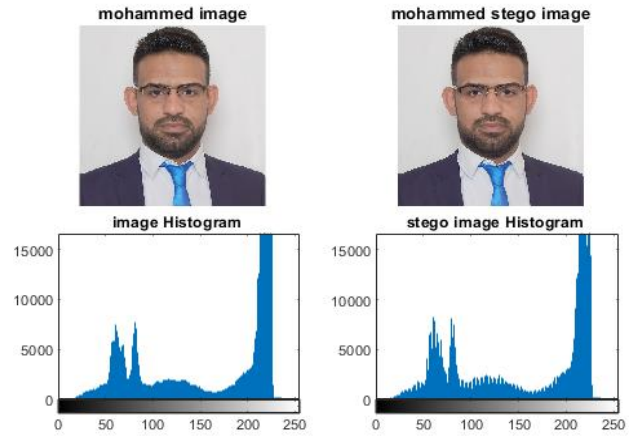 mohammed image
mohammed stego image
image Histogram
stego image Histogram
15000
10000
5000
0
0 50 100 150 200 250
15000
10000
5000
0
0 50 100 150 200 250